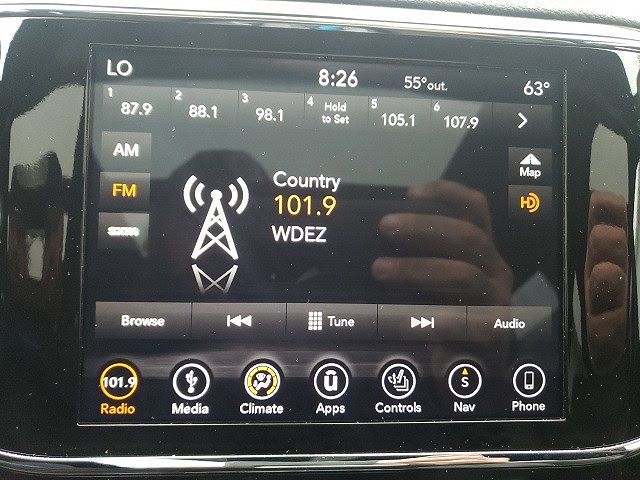 LO 8:26 55°out. 63°
1 87.9 2 88.1 3 98.1 4 Hold to Set 5 105.1 6 107.9
AM
FM
sxm
Country
101.9
WDEZ
Map
HD
Browse Tune Audio
101.9 S
Radio Media Climate Apps Controls Nav Phone